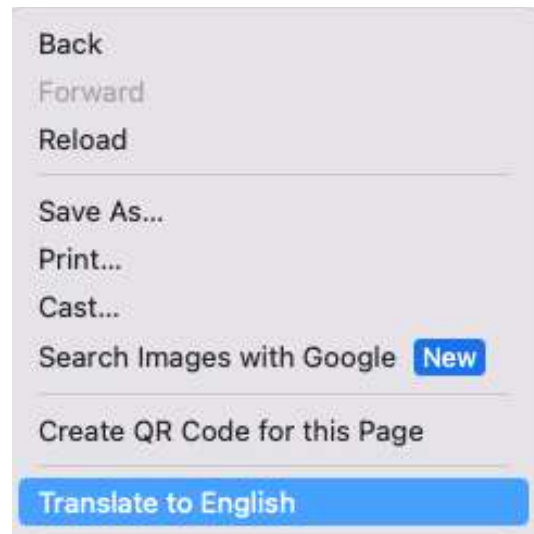 Back
Forward
Reload
Save As...
Print...
Cast...
Search Images with Google New
Create QR Code for this Page
Translate to English